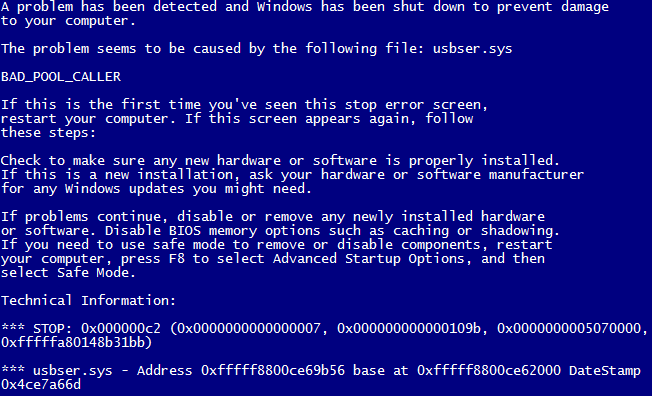 A problem has been detected and Windows has been shut down to prevent damage
to your computer.
The problem seems to be caused by the following file: usbser.sys
BAD_POOL_CALLER
If this is the first time you've seen this stop error screen,
restart your computer. If this screen appears again, follow
these steps:
Check to make sure any new hardware or software is properly installed.
If this is a new installation, ask your hardware or software manufacturer
for any Windows updates you might need.
If problems continue, disable or remove any newly installed hardware
or software. Disable BIOS memory options such as caching or shadowing.
If you need to use safe mode to remove or disable components, restart
your computer, press F8 to select Advanced Startup Options, and then
select Safe Mode.
Technical Information:
*** STOP: 0x000000c2 (0x0000000000000007, 0x000000000000109b, 0x0000000005070000,
0xfffffa80148b31bb)
*** usbser.sys - Address 0xfffff8800ce69b56 base at 0xfffff8800ce62000 DateStamp
0x4ce7a66d